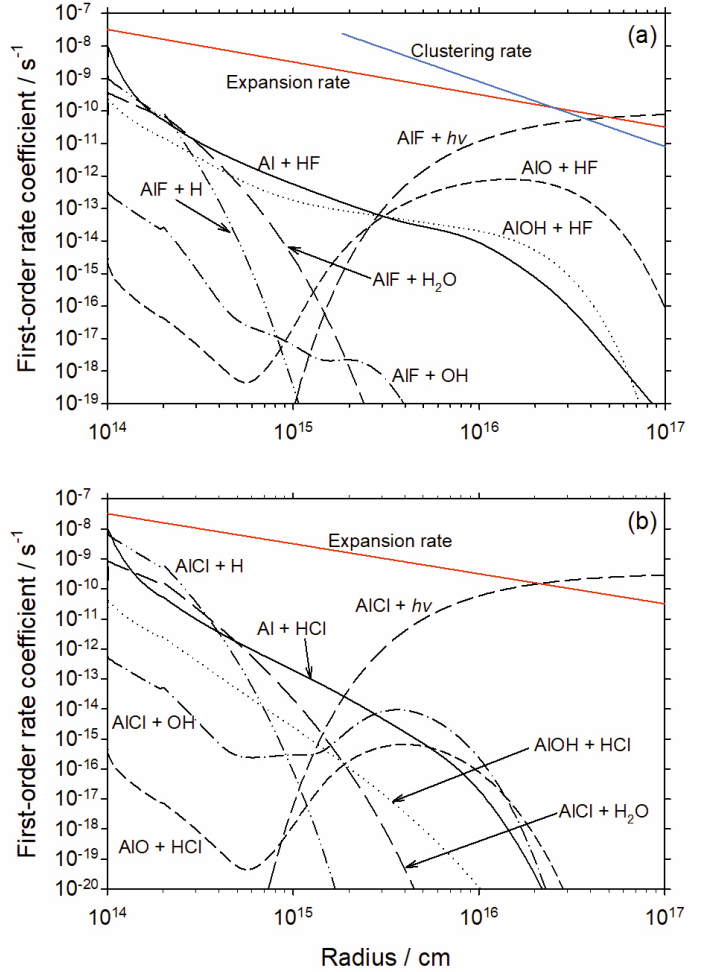 10⁻⁷
(a)
10⁻⁸
Clustering rate
10⁻⁹
Expansion rate
10⁻¹⁰
10⁻¹¹
AlF + hν
10⁻¹²
Al + HF
AlO + HF
10⁻¹³
AlF + H
10⁻¹⁴
AlOH + HF
10⁻¹⁵
AlF + H₂O
10⁻¹⁶
10⁻¹⁷
10⁻¹⁸
AlF + OH
10⁻¹⁹
First-order rate coefficient / s⁻¹
10¹⁴ 10¹⁵ 10¹⁶ 10¹⁷
10⁻⁷
(b)
10⁻⁸
Expansion rate
10⁻⁹
AlCl + H
10⁻¹⁰
AlCl + hν
10⁻¹¹
Al + HCl
10⁻¹²
10⁻¹³
10⁻¹⁴
AlCl + OH
10⁻¹⁵
AlOH + HCl
10⁻¹⁶
10⁻¹⁷
AlCl + H₂O
10⁻¹⁸
AlO + HCl
10⁻¹⁹
10⁻²⁰
First-order rate coefficient / s⁻¹
10¹⁴ 10¹⁵ 10¹⁶ 10¹⁷
Radius / cm